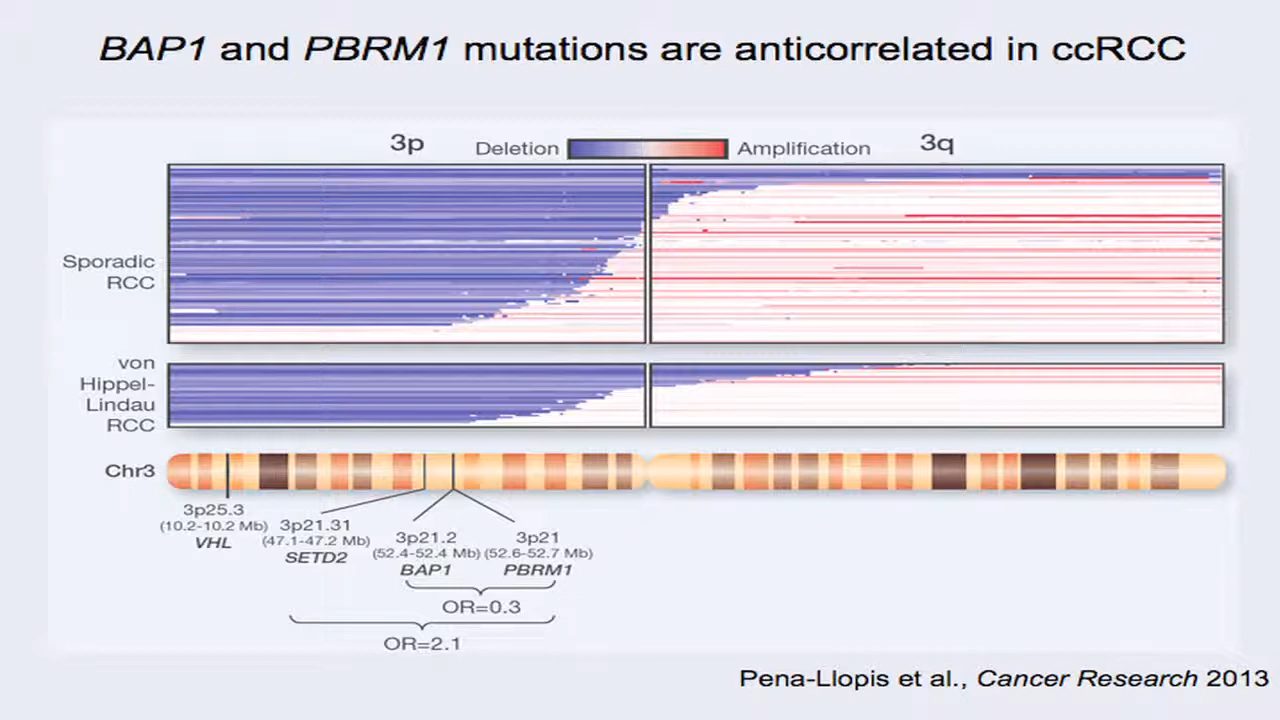 BAP1 and PBRM1 mutations are anticorrelated in ccRCC
3p
Deletion
Amplification
3q
Sporadic
RCC
von
Hippel-
Lindau
RCC
Chr3
3p25.3
(10.2-10.2 Mb)
VHL
3p21.31
(47.1-47.2 Mb)
SETD2
3p21.2
(52.4-52.4 Mb)
BAP1
3p21
(52.6-52.7 Mb)
PBRM1
OR=0.3
OR=2.1
Pena-Llopis et al., Cancer Research 2013